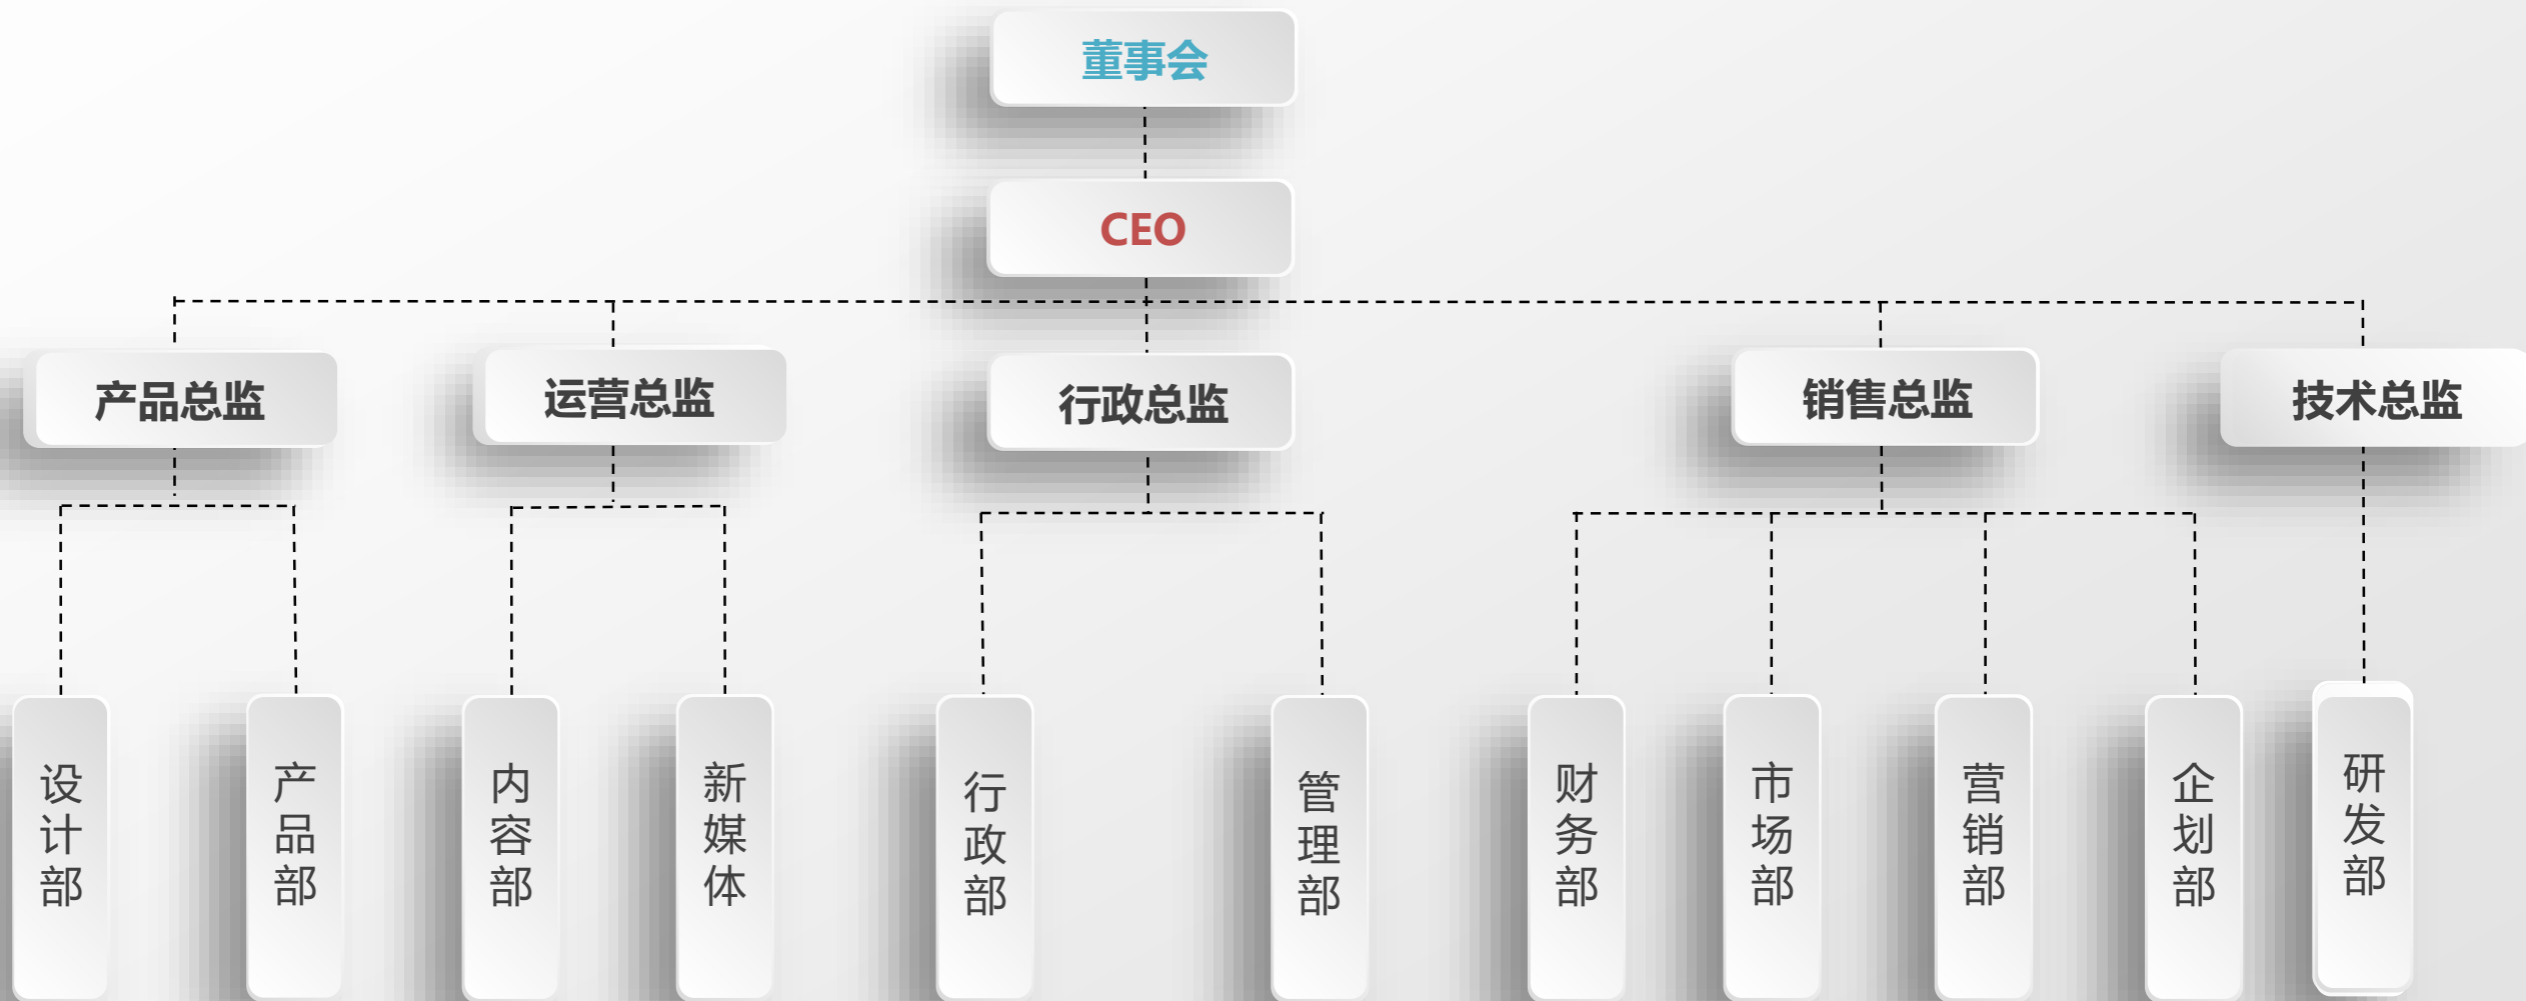 董事会
CEO
产品总监
运营总监
行政总监
销售总监
技术总监
设计部
产品部
内容部
新媒体
行政部
管理部
财务部
市场部
营销部
企划部
研发部